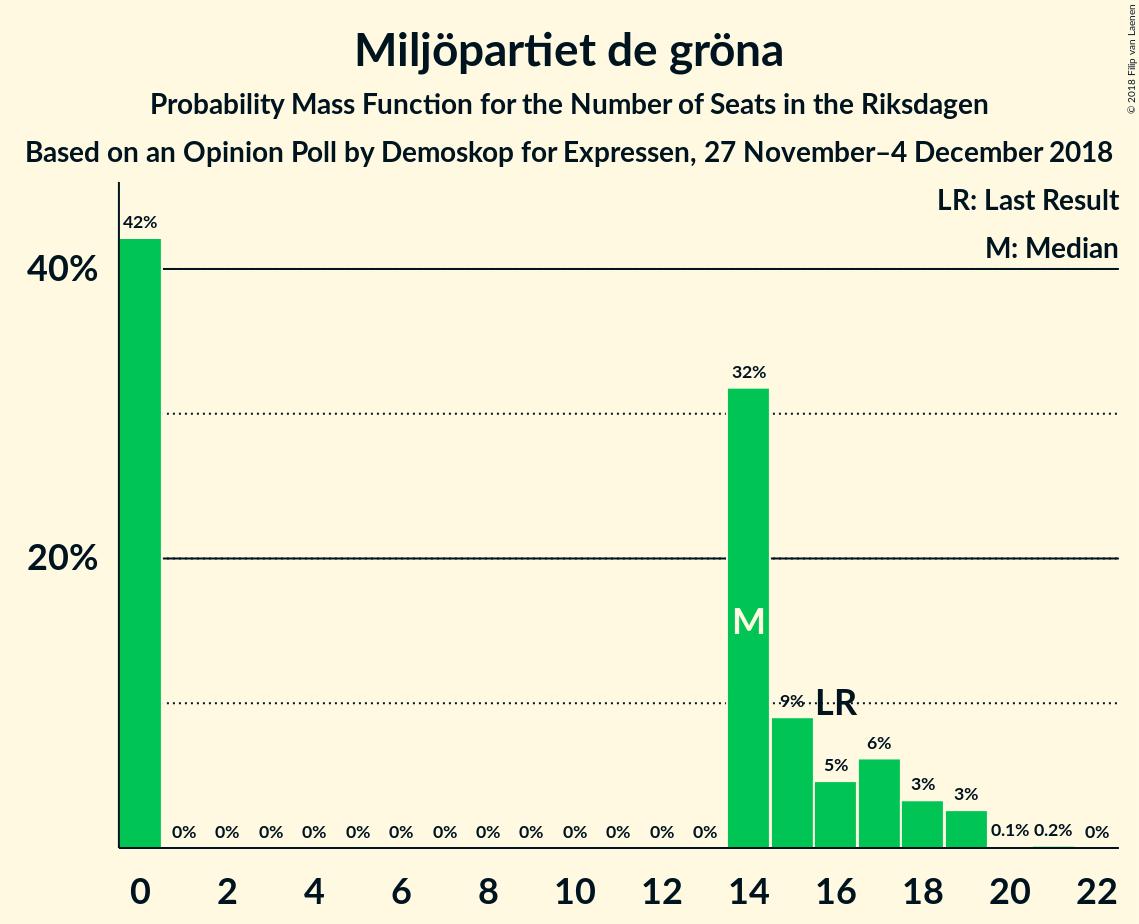 Miljöpartiet de gröna
Probability Mass Function for the Number of Seats in the Riksdagen
Based on an Opinion Poll by Demoskop for Expressen, 27 November–4 December 2018
© 2018 Filip van Laenen
LR: Last Result
M: Median
42%
40%
32%
20%
M
9%
LR
6%
5%
3%
3%
0% 0% 0% 0% 0% 0% 0% 0% 0% 0% 0% 0% 0% 0.1% 0.2% 0%
0 2 4 6 8 10 12 14 16 18 20 22